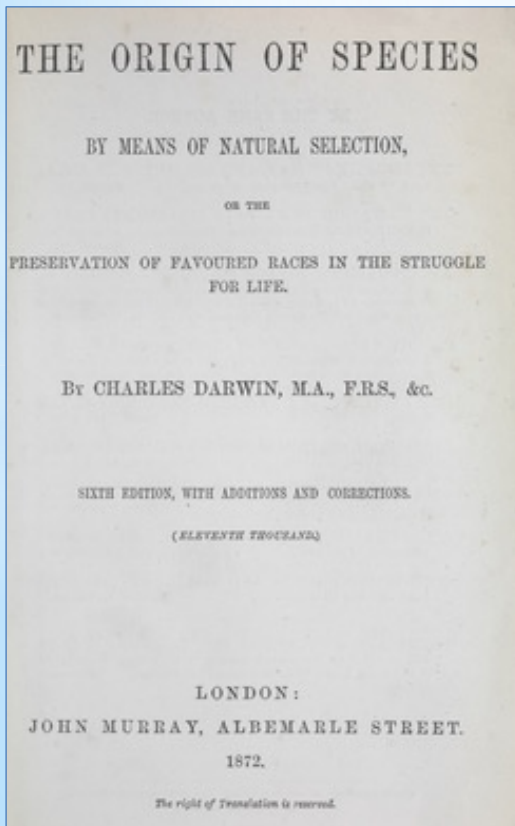 THE ORIGIN OF SPECIES
BY MEANS OF NATURAL SELECTION,
OR THE
PRESERVATION OF FAVOURED RACES IN THE STRUGGLE
FOR LIFE.
BY CHARLES DARWIN, M.A., F.R.S., &c.
SIXTH EDITION, WITH ADDITIONS AND CORRECTIONS.
(ELEVENTH THOUSAND.)
LONDON:
JOHN MURRAY, ALBEMARLE STREET.
1872.
The right of Translation is reserved.